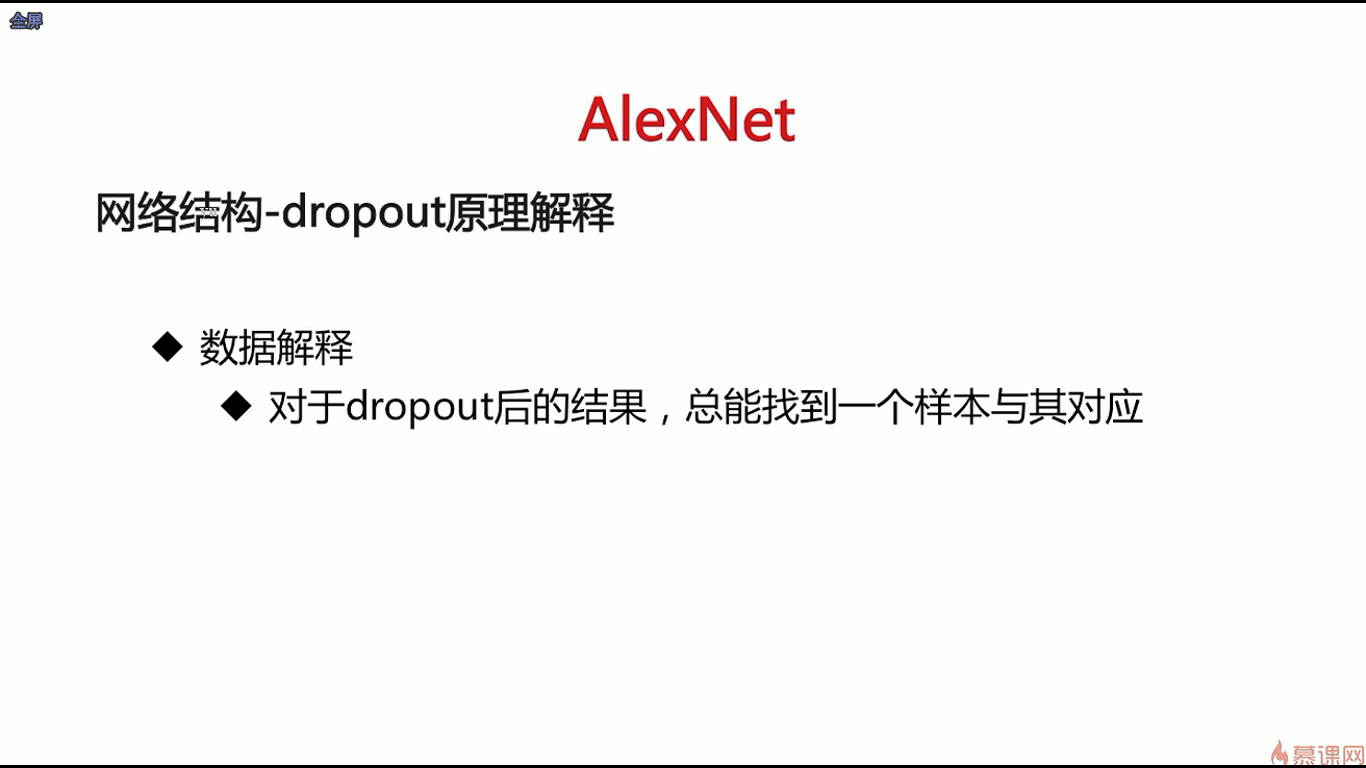 全屏
AlexNet
网络结构-dropout原理解释
◆ 数据解释
◆ 对于dropout后的结果，总能找到一个样本与其对应
慕课网